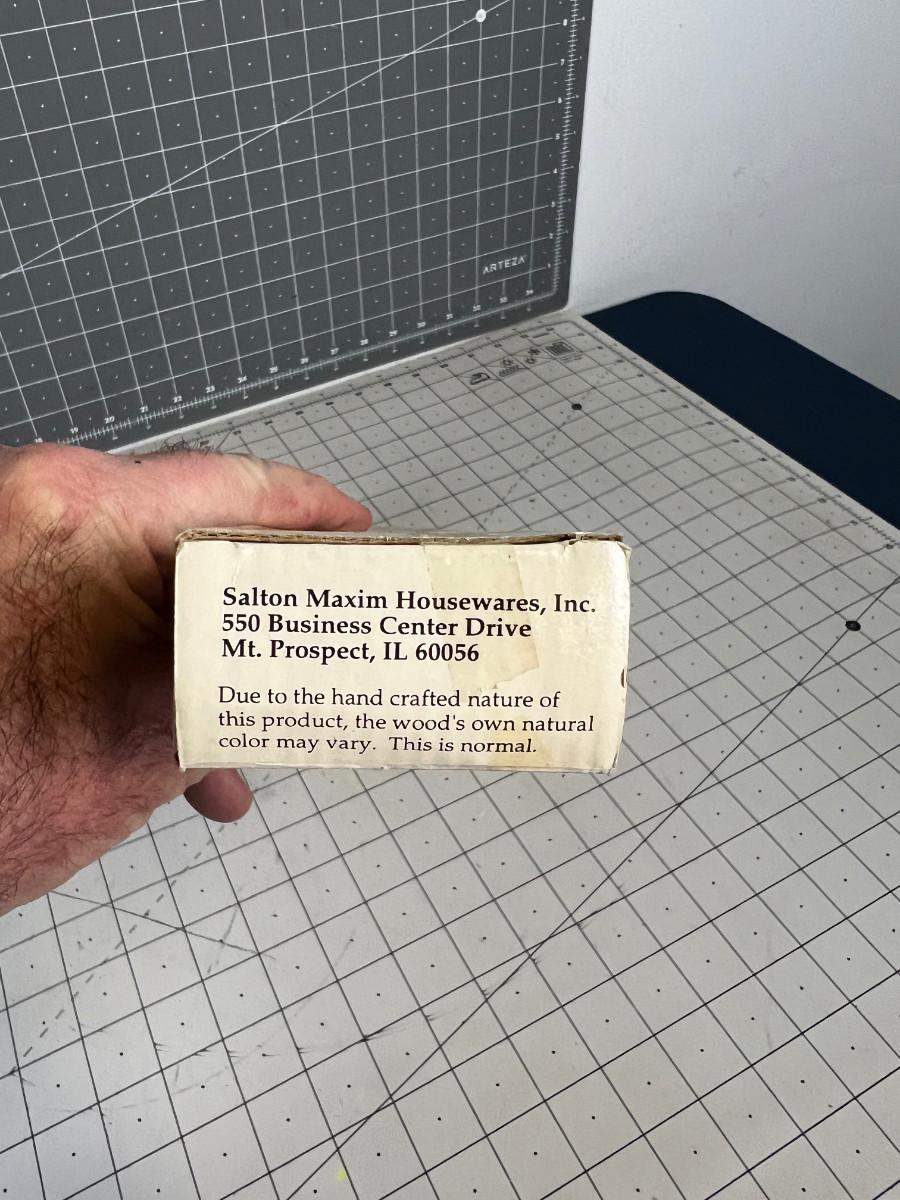 ARTEZA
Salton Maxim Housewares, Inc.
550 Business Center Drive
Mt. Prospect, IL 60056
Due to the hand crafted nature of
this product, the wood's own natural
color may vary.  This is normal.